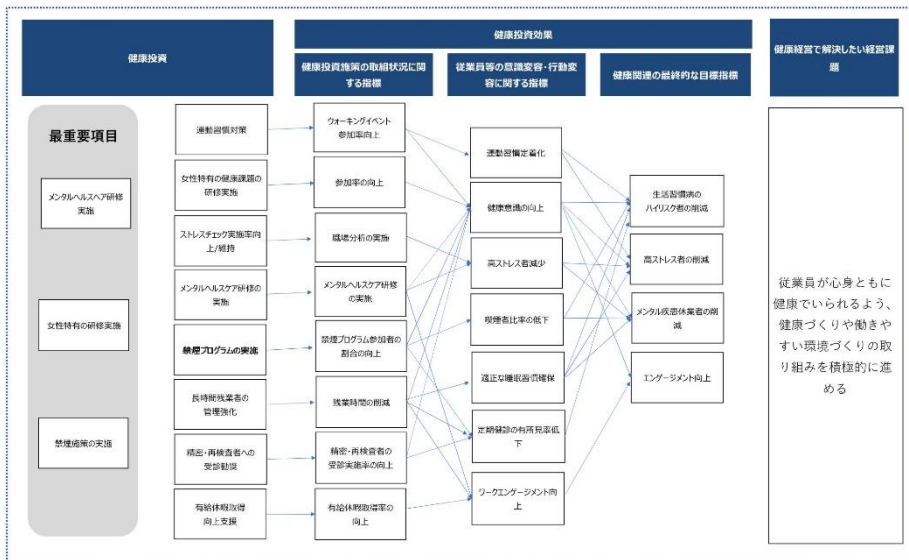 健康投資
健康投資効果
健康経営で解決したい経営課
題
健康投資施策の取組状況に関
する指標
従業員等の意識変容・行動変
容に関する指標
健康関連の最終的な目標指標
最重要項目
メンタルヘルスヘア研修
実施
女性特有の研修実施
禁煙施策の実施
運動習慣対策
女性特有の健康課題の
研修実施
ストレスチェック実施率向
上/維持
メンタルヘルスケア研修の
実施
禁煙プログラムの実施
長時間残業者の
管理強化
精密・再検査者への
受診勧奨
有給休暇取得
向上支援
ウォーキングイベント
参加率向上
参加率の向上
職場分析の実施
メンタルヘルスケア研修
の実施
禁煙プログラム参加者の
割合の向上
残業時間の削減
精密・再検査者の
受診実施率の向上
有給休暇取得率の
向上
運動習慣定着化
健康意識の向上
高ストレス者減少
喫煙者比率の低下
適正な睡眠習慣確保
定期健診の有所見率低
下
ワークエンゲージメント向
上
生活習慣病の
ハイリスク者の削減
高ストレス者の削減
メンタル疾患休業者の削
減
エンゲージメント向上
従業員が心身ともに
健康でいられるよう、
健康づくりや働きや
すい環境づくりの取
り組みを積極的に進
める